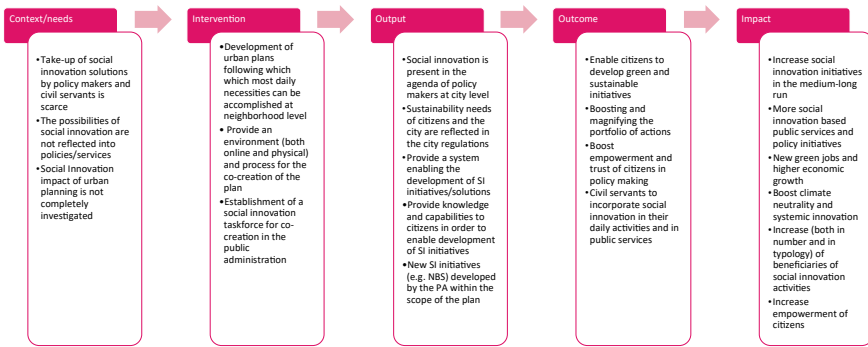 Context/needs
•Take-up of
social
innovation solutions
by policy makers and
civil servants is
scarce
•The possibilities of
social innovation are
not reflected into
policies/services
•Social Innovation
impact of urban
planning is not
completely
investigated
Intervention
•Development of
urban plans
following which
which most daily
necessities can be
accomplished at
neighborhood level
• Provide an
environment (both
online and physical)
and process for the
co-creation of the
plan
•Establishment of a
social innovation
taskforce for co-
creation in the
public
administration
Output
•Social innovation is
present in the
agenda of policy
makers at city level
•Sustainability needs
of citizens and the
city are reflected in
the city regulations
•Provide a system
enabling the
development of SI
initiatives/solutions
•Provide knowledge
and capabilities to
citizens in order to
enable development
of SI initiatives
•New SI initiatives
(e.g. NBS) developed
by the PA within the
scope of the plan
Outcome
•Enable citizens to
develop green and
sustainable
initiatives
•Boosting and
magnifying the
portfolio of actions
•Boost
empowerment and
trust of citizens in
policy making
•Civil servants to
incorporate social
innovation in their
daily activities and in
public services
Impact
•Increase social
innovation initiatives
in the medium-long
run
•More social
innovation based
public services and
policy initiatives
•New green jobs and
higher economic
growth
•Boost climate
neutrality and
systemic innovation
•Increase (both in
number and in
typology) of
beneficiaries of
social innovation
activities
•Increase
empowerment of
citizens